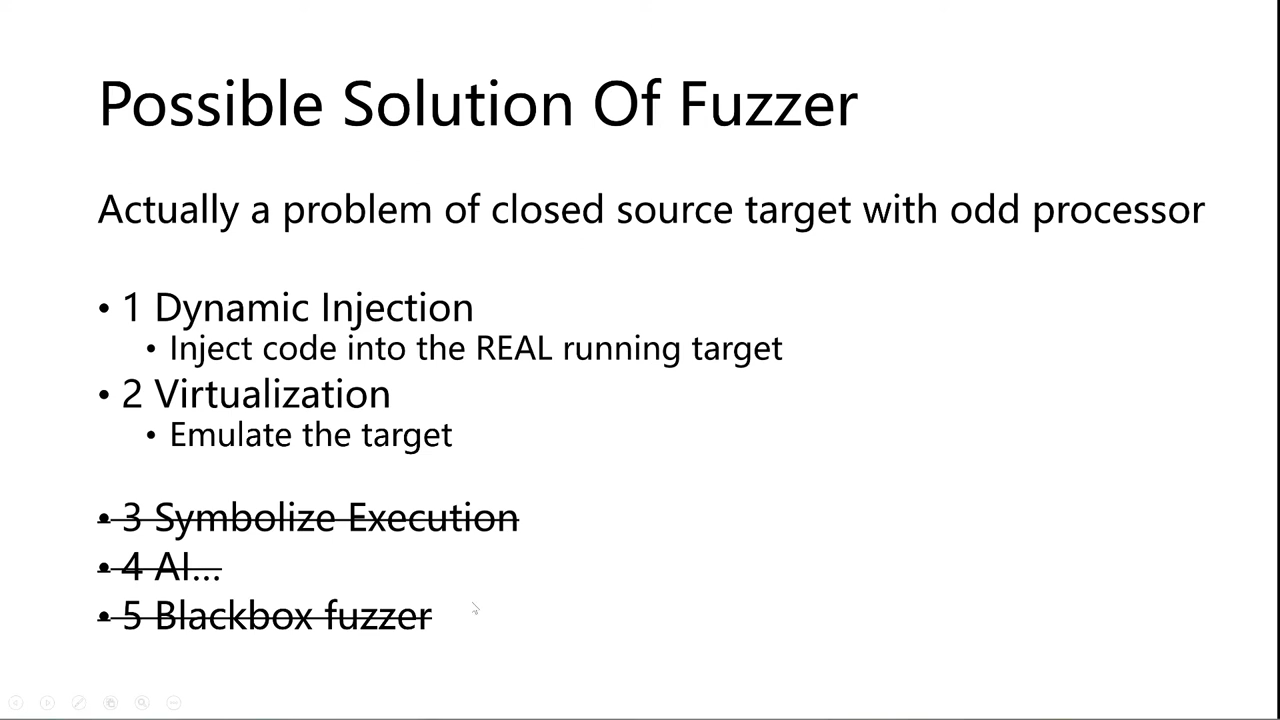 Possible Solution Of Fuzzer
Actually a problem of closed source target with odd processor
• 1 Dynamic Injection
• Inject code into the REAL running target
• 2 Virtualization
• Emulate the target
• 3 Symbolize Execution
• 4 AI...
• 5 Blackbox fuzzer